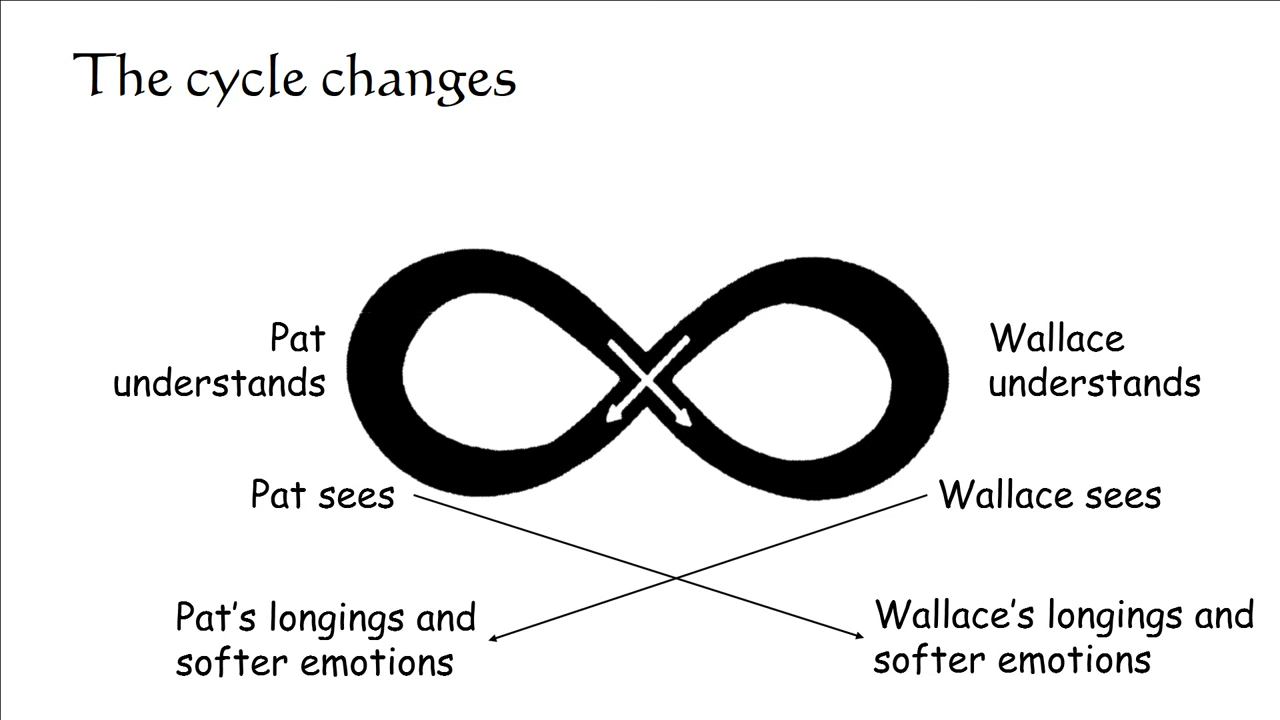 The cycle changes
Pat
understands
Wallace
understands
Pat sees
Wallace sees
Pat's longings and
softer emotions
Wallace's longings and
softer emotions